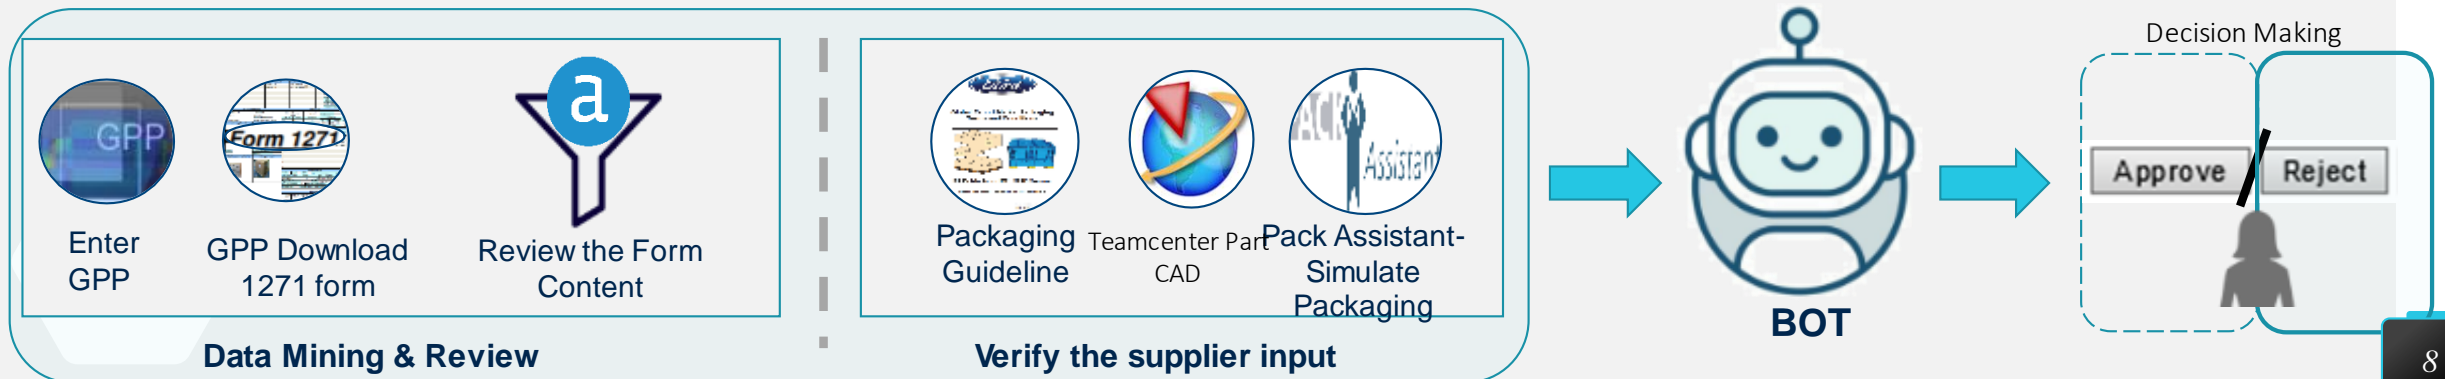 GPP
Enter
GPP
Form 1271
GPP Download
1271 form
a
Review the Form
Content
Data Mining & Review
Packaging
Guideline
Teamcenter Part
CAD
ACK
Assistant
Pack Assistant-
Simulate
Packaging
Verify the supplier input
BOT
Decision Making
Approve
Reject
8